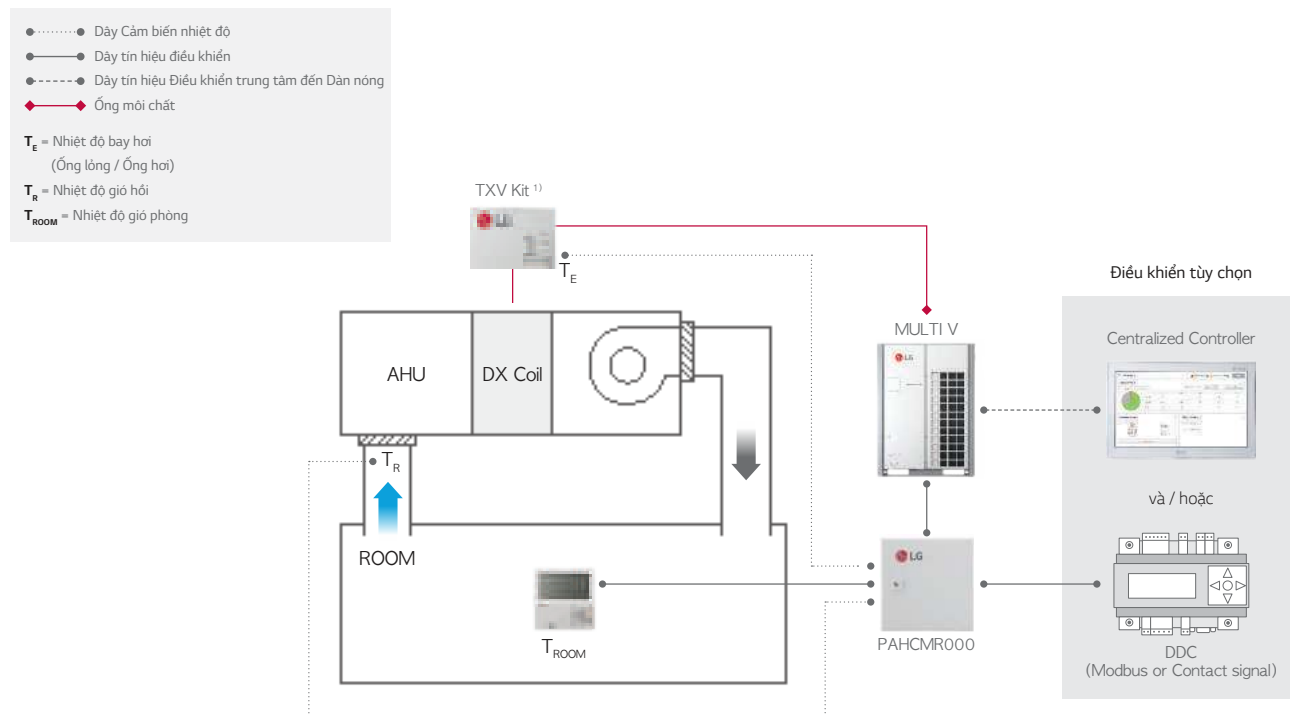 Dây Cảm biến nhiệt độ
Dây tín hiệu điều khiển
Dây tín hiệu Điều khiển trung tâm đến Dàn nóng
Ống môi chất
TE = Nhiệt độ bay hơi
(Ống lỏng / Ống hơi)
TR = Nhiệt độ gió hồi
TROOM = Nhiệt độ gió phòng
TXV Kit 1)
LG
TE
Điều khiển tùy chọn
MULTI V
LG
Centralized Controller
AHU
DX Coil
TR
và / hoặc
ROOM
LG
TROOM
PAHCMR000
DDC
(Modbus or Contact signal)